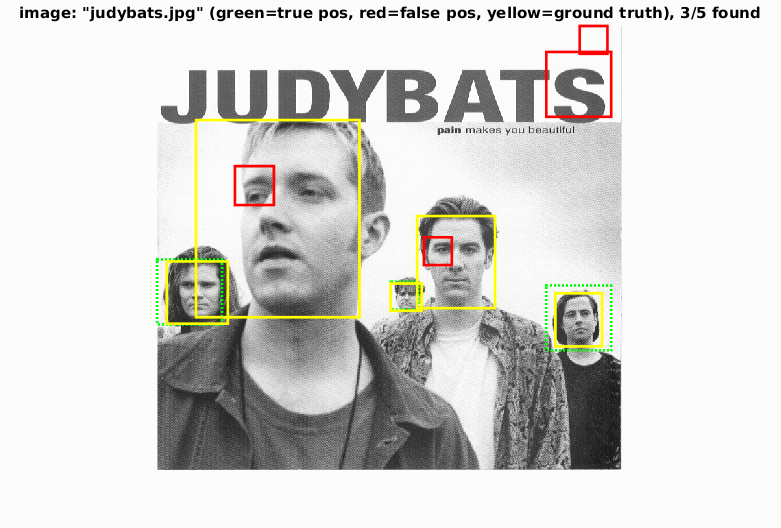 image: "judybats.jpg" (green=true pos, red=false pos, yellow=ground truth), 3/5 found
JUDYBATS
pain makes you beautiful